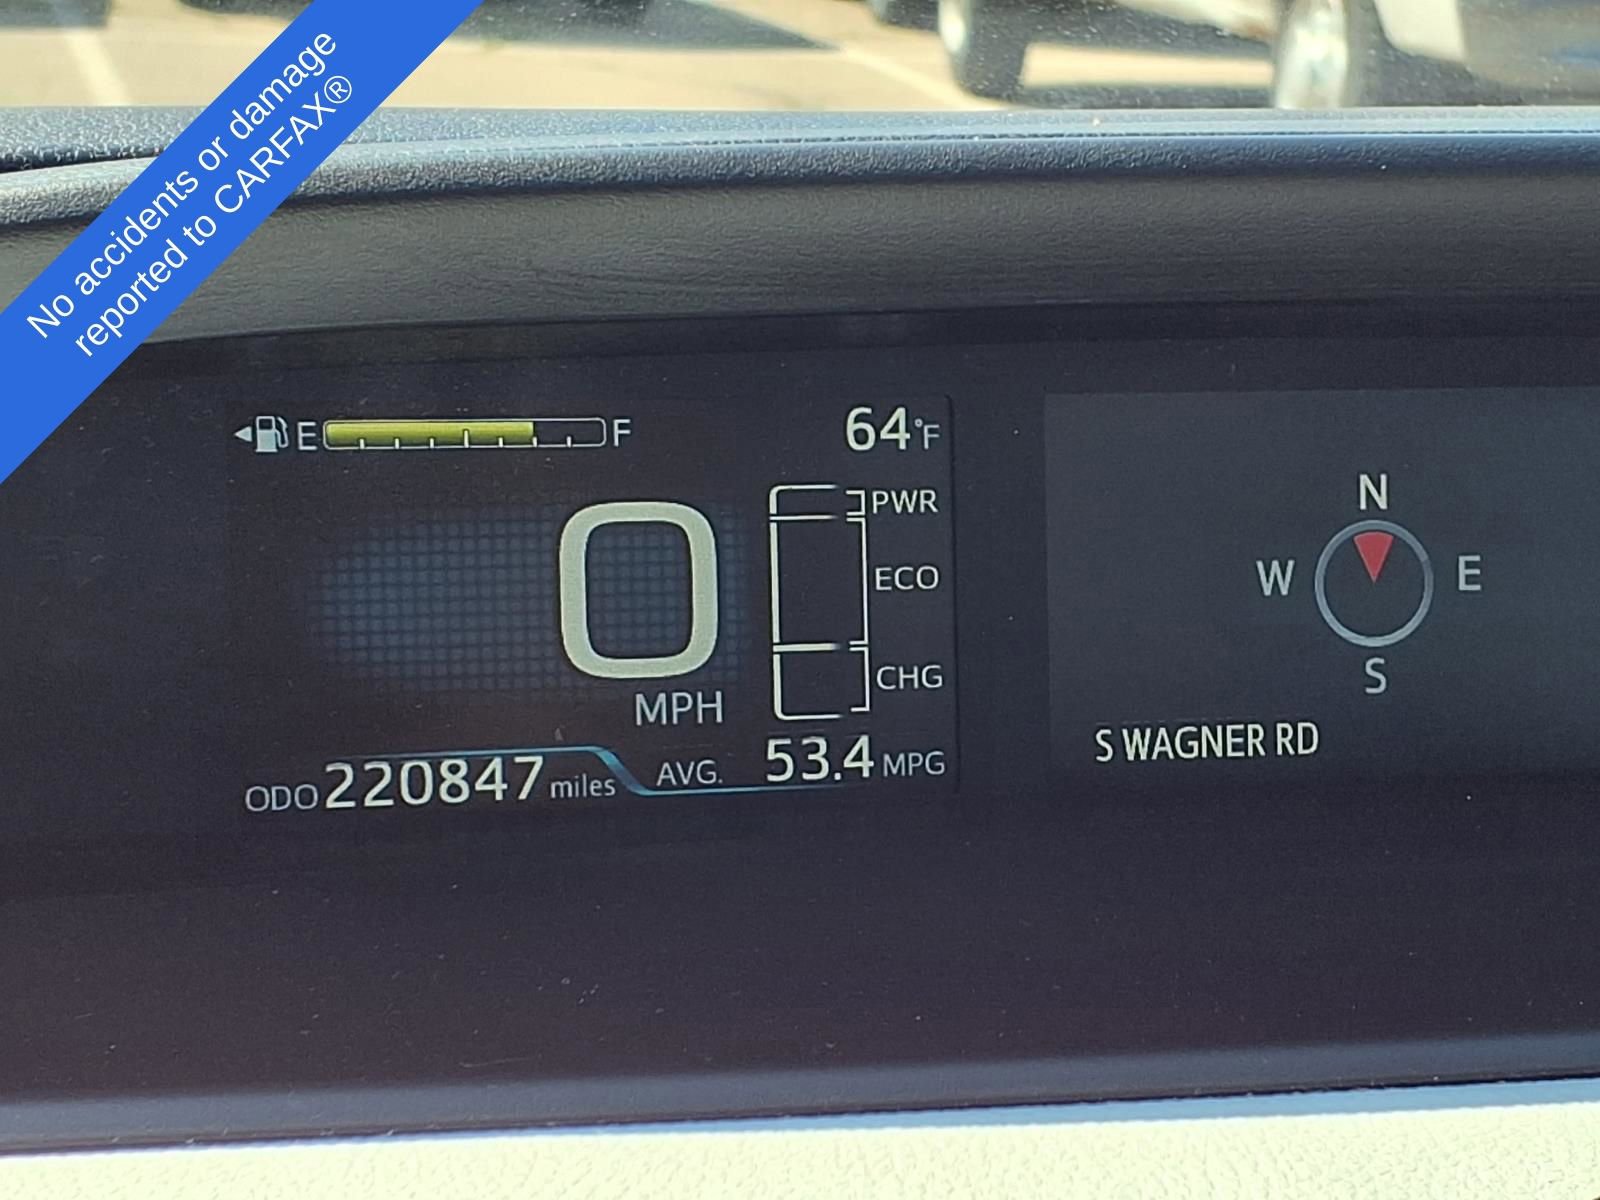 No accidents or damage
reported to CARFAX®
E F
64°F
PWR
0
ECO
MPH
CHG
ODO 220847 miles
AVG. 53.4 MPG
N
W E
S
S WAGNER RD